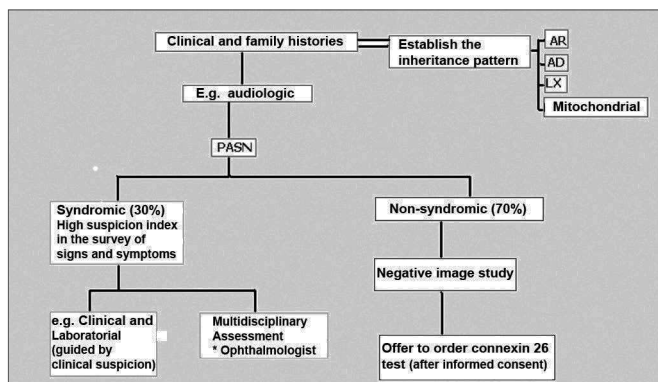 Clinical and family histories
Establish the
inheritance pattern
AR
AD
LX
Mitochondrial
E.g. audiologic
PASN
Syndromic (30%)
High suspicion index
in the survey of
signs and symptoms
Non-syndromic (70%)
Negative image study
e.g. Clinical and
Laboratorial
(guided by
clinical suspicion)
Multidisciplinary
Assessment
* Ophthalmologist
Offer to order connexin 26
test (after informed consent)